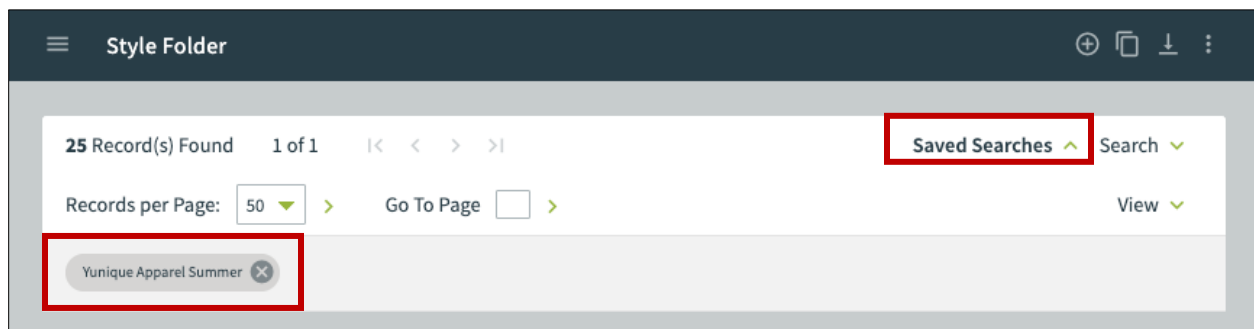 Style Folder
25 Record(s) Found 1 of 1 Saved Searches Search
Records per Page: 50 Go To Page View
Yunique Apparel Summer